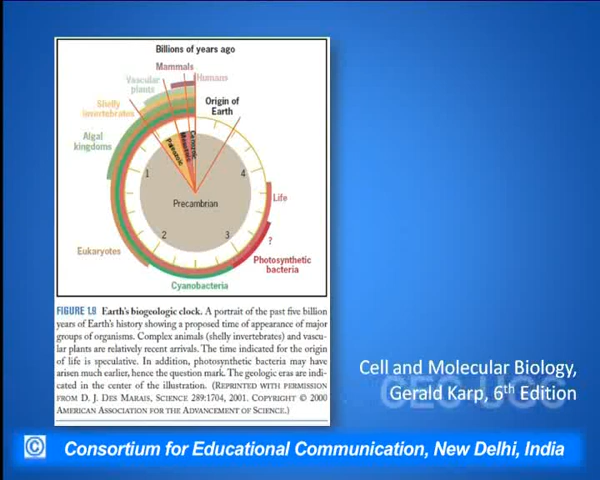 Billions of years ago
Mammals
Humans
Vascular
plants
Origin of
Earth
Shelly
invertebrates
Algal
kingdoms
Cenozoic
Mesozoic
Paleozoic
1
4
Precambrian
Life
2
3
?
Eukaryotes
Photosynthetic
bacteria
Cyanobacteria
FIGURE 1.8 Earth's biogeologic clock. A portrait of the past five billion
years of Earth's history showing a proposed time of appearance of major
groups of organisms. Complex animals (shelly invertebrates) and vascu-
lar plants are relatively recent arrivals. The time indicated for the origin
of life is speculative. In addition, photosynthetic bacteria may have
arisen much earlier, hence the question mark. The geologic eras are indi-
cated in the center of the illustration. (REPRINTED WITH PERMISSION
FROM D. J. DES MARAIS, SCIENCE 289:1704, 2001. COPYRIGHT © 2000
AMERICAN ASSOCIATION FOR THE ADVANCEMENT OF SCIENCE.)
Cell and Molecular Biology,
Gerald Karp, 6th Edition
CEC UGC
© Consortium for Educational Communication, New Delhi, India